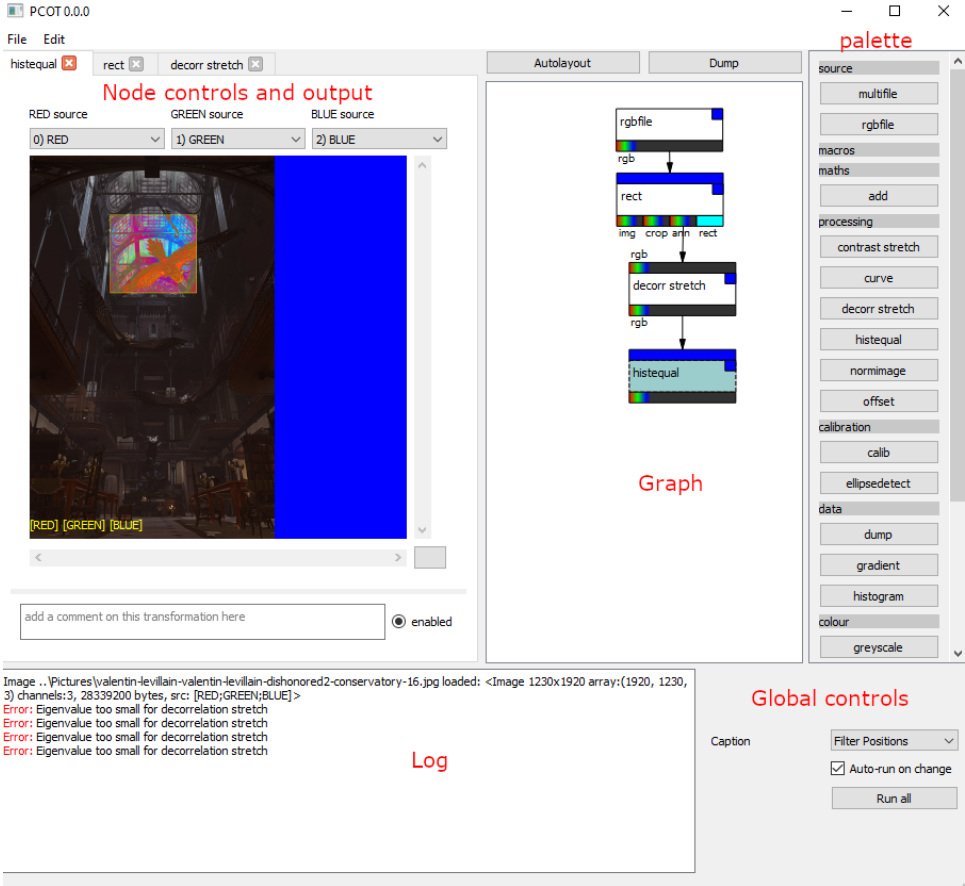 PCOT 0.0.0
File Edit
palette
histequal rect decorr stretch
Autolayout Dump
Node controls and output
RED source GREEN source BLUE source
0) RED 1) GREEN 2) BLUE
[RED] [GREEN] [BLUE]
add a comment on this transformation here
enabled
rgbfile
rgb
rect
img crop ann rect
rgb
decorr stretch
rgb
histequal
Graph
source
multifile
rgbfile
macros
maths
add
processing
contrast stretch
curve
decorr stretch
histequal
normimage
offset
calibration
calib
ellipsedetect
data
dump
gradient
histogram
colour
greyscale
Image ..\Pictures\valentin-levillain-valentin-levillain-dishonored2-conservatory-16.jpg loaded: <Image 1230x1920 array:(1920, 1230,
3) channels:3, 28339200 bytes, src: [RED;GREEN;BLUE]>
Error: Eigenvalue too small for decorrelation stretch
Error: Eigenvalue too small for decorrelation stretch
Error: Eigenvalue too small for decorrelation stretch
Error: Eigenvalue too small for decorrelation stretch
Log
Global controls
Caption Filter Positions
Auto-run on change
Run all